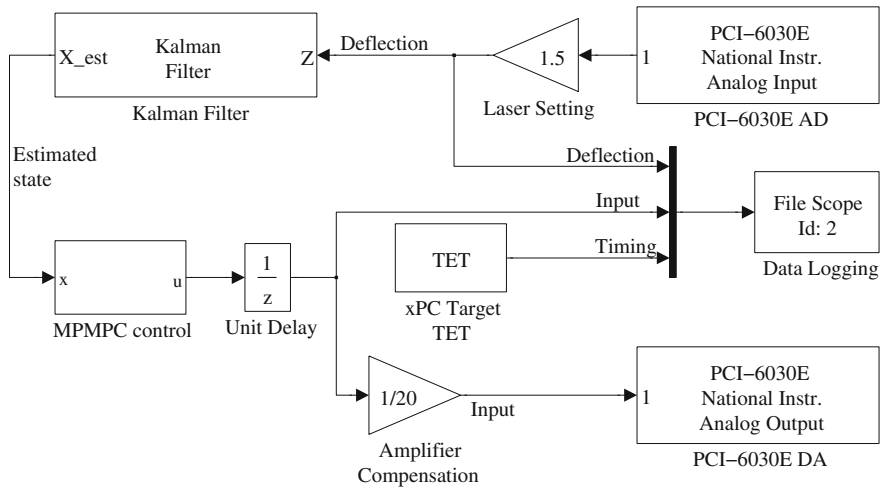 X_est
Kalman
Filter
Z
Kalman Filter
Deflection
1.5
Laser Setting
1
PCI−6030E
National Instr.
Analog Input
PCI−6030E AD
Estimated
state
Deflection
Input
Timing
File Scope
Id: 2
Data Logging
TET
xPC Target
TET
x
u
MPMPC control
1
z
Unit Delay
1/20
Amplifier
Compensation
Input
1
PCI−6030E
National Instr.
Analog Output
PCI−6030E DA